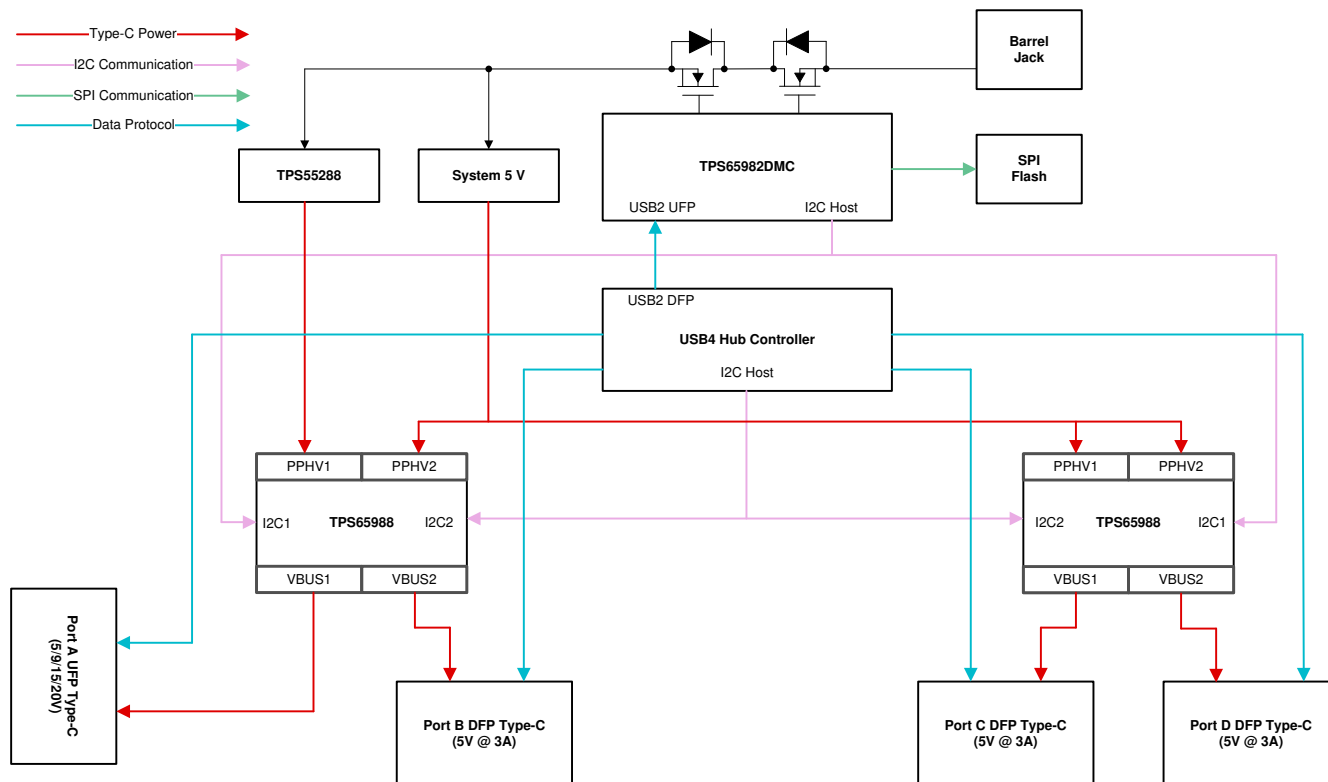 Type-C Power
I2C Communication
SPI Communication
Data Protocol
Barrel
Jack
TPS55288
System 5 V
TPS65982DMC
USB2 UFP
I2C Host
SPI
Flash
USB2 DFP
USB4 Hub Controller
I2C Host
PPHV1
PPHV2
I2C1
TPS65988
I2C2
VBUS1
VBUS2
PPHV1
PPHV2
I2C2
TPS65988
I2C1
VBUS1
VBUS2
Port A UFP Type-C
(5/9/15/20V)
Port B DFP Type-C
(5V @ 3A)
Port C DFP Type-C
(5V @ 3A)
Port D DFP Type-C
(5V @ 3A)